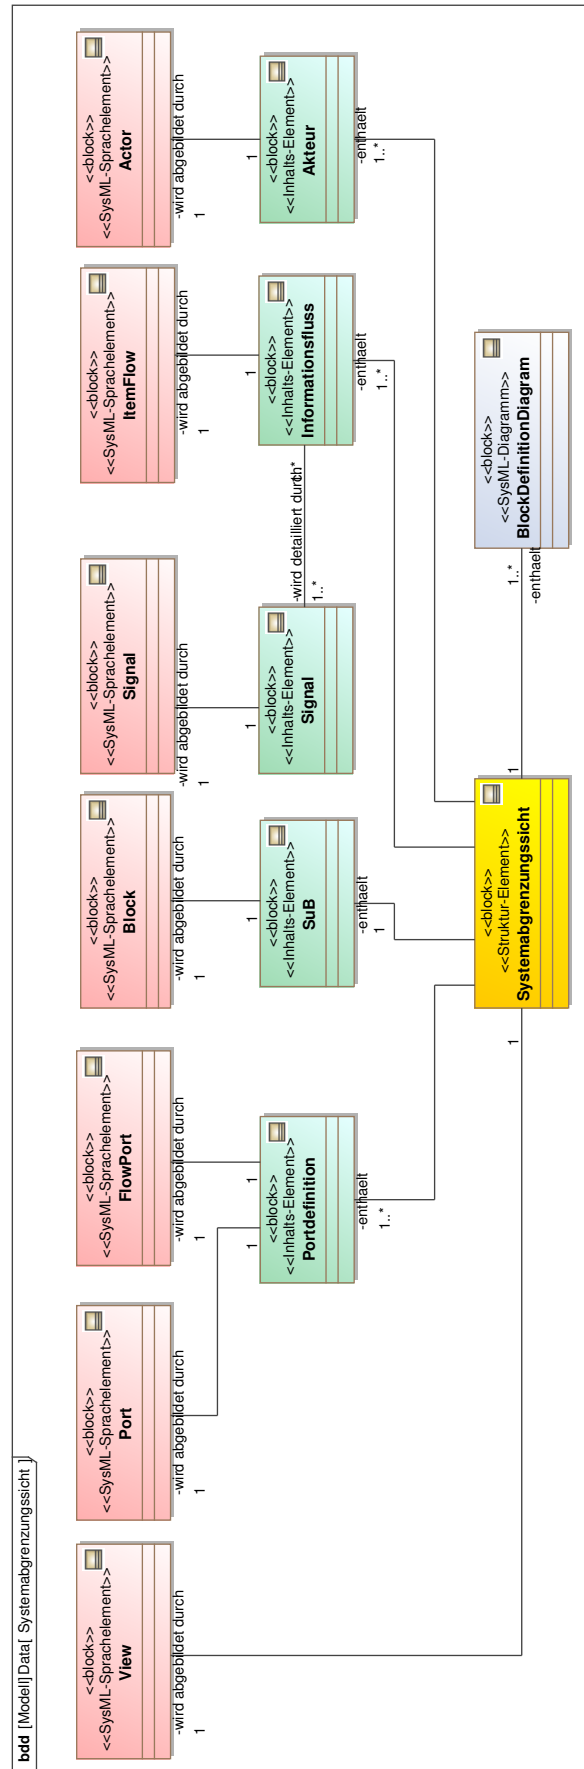 bdd [Modell] Data[ Systemabgrenzungssicht ]
<<block>>
<<SysML-Sprachelement>>
View
-wird abgebildet durch
1
<<block>>
<<SysML-Sprachelement>>
Port
-wird abgebildet durch
1
<<block>>
<<SysML-Sprachelement>>
FlowPort
-wird abgebildet durch
1
<<block>>
<<SysML-Sprachelement>>
Block
-wird abgebildet durch
1
<<block>>
<<SysML-Sprachelement>>
Signal
-wird abgebildet durch
1
<<block>>
<<SysML-Sprachelement>>
ItemFlow
-wird abgebildet durch
1
<<block>>
<<SysML-Sprachelement>>
Actor
-wird abgebildet durch
1
1
1
<<block>>
<<Inhalts-Element>>
Portdefinition
-enthaelt
1..*
1
<<block>>
<<Inhalts-Element>>
SuB
-enthaelt
1
1
<<block>>
<<Inhalts-Element>>
Signal
-wird detailliert durch
1..*
1..*
1
<<block>>
<<Inhalts-Element>>
Informationsfluss
-enthaelt
1..*
1
<<block>>
<<Inhalts-Element>>
Akteur
-enthaelt
1..*
1
<<block>>
<<Struktur-Element>>
Systemabgrenzungssicht
1
1..*
-enthaelt
<<block>>
<<SysML-Diagramm>>
BlockDefinitionDiagram